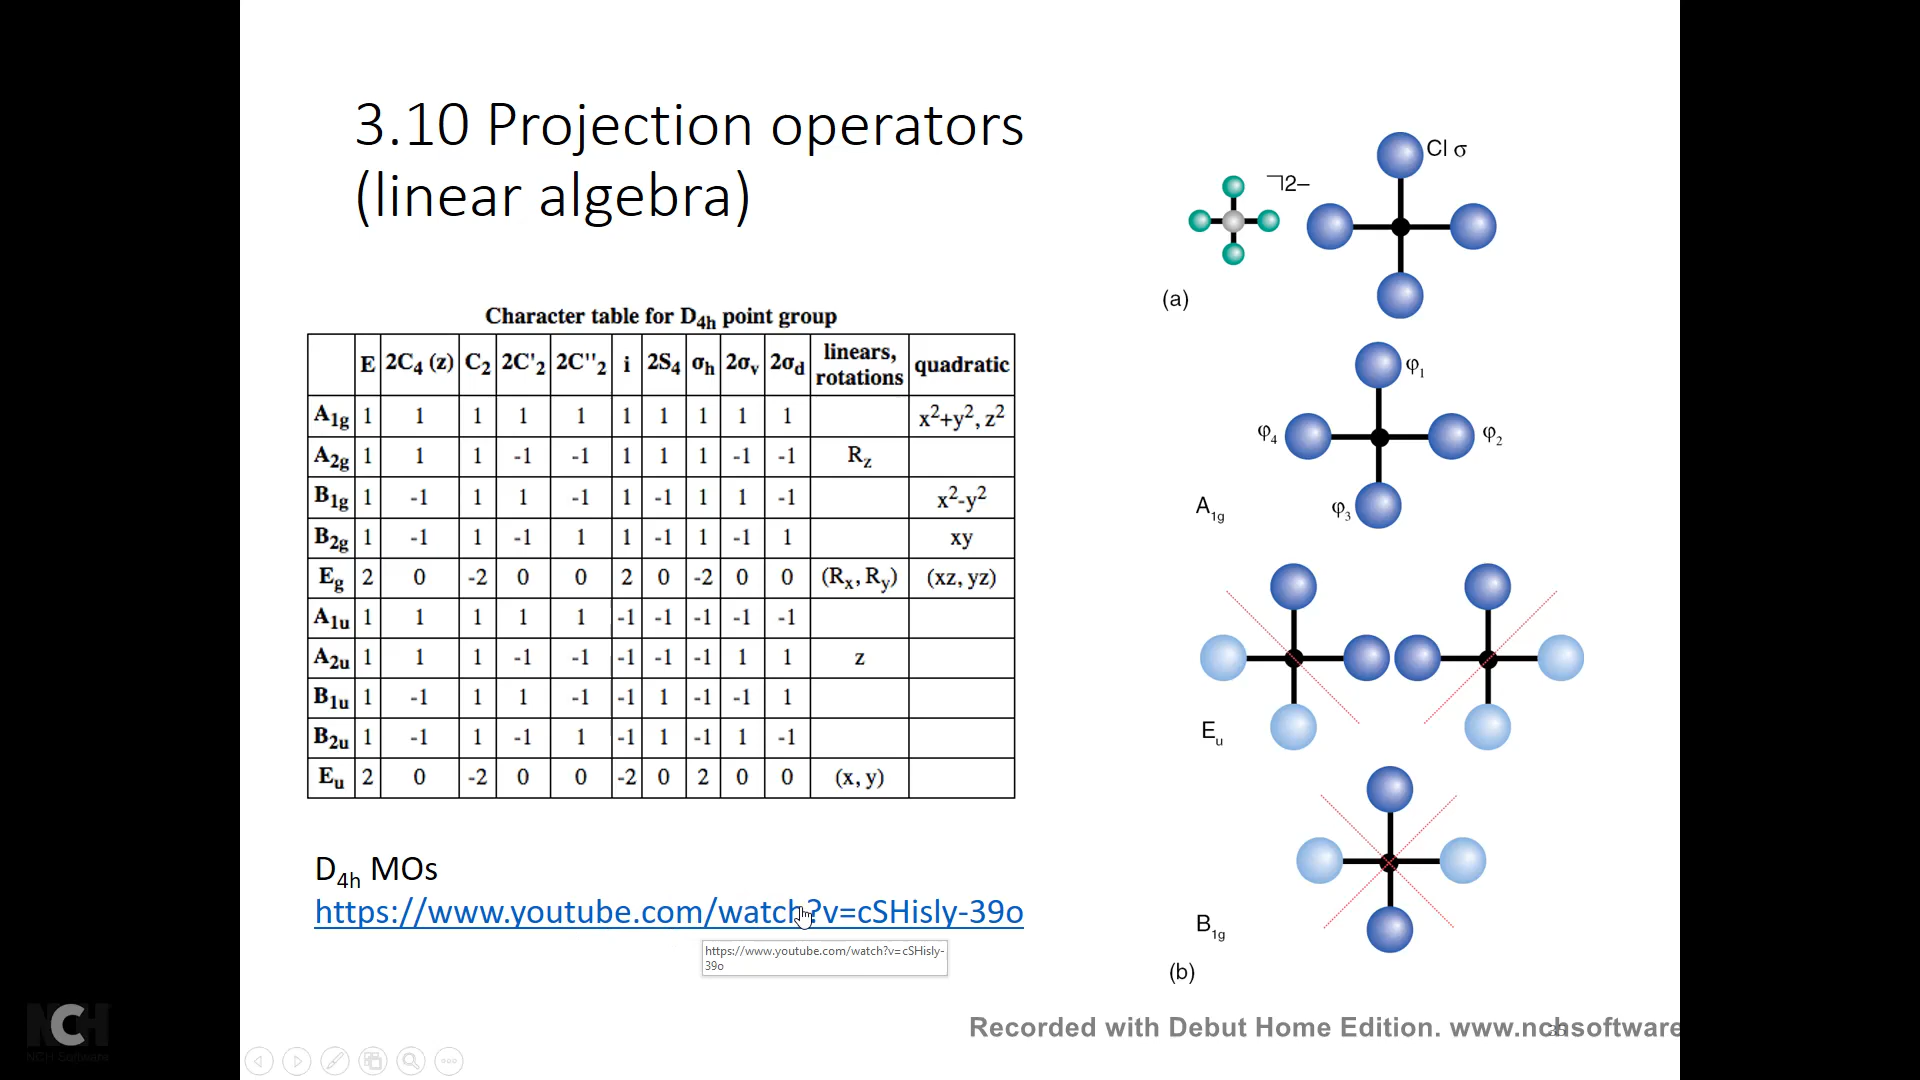 3.10 Projection operators
(linear algebra)
Character table for D4h point group
E 2C4 (z) C2 2C'2 2C''2 i 2S4 σh 2σv 2σd linears, rotations quadratic
A1g 1 1 1 1 1 1 1 1 1 1 x²+y², z²
A2g 1 1 1 -1 -1 1 1 1 -1 -1 Rz
B1g 1 -1 1 1 -1 1 -1 1 1 -1 x²-y²
B2g 1 -1 1 -1 1 1 -1 1 -1 1 xy
Eg 2 0 -2 0 0 2 0 -2 0 0 (Rx, Ry) (xz, yz)
A1u 1 1 1 1 1 -1 -1 -1 -1 -1
A2u 1 1 1 -1 -1 -1 -1 -1 1 1 z
B1u 1 -1 1 1 -1 -1 1 -1 -1 1
B2u 1 -1 1 -1 1 -1 1 -1 1 -1
Eu 2 0 -2 0 0 -2 0 2 0 0 (x, y)
D4h MOs
https://www.youtube.com/watch?v=cSHisly-39o
https://www.youtube.com/watch?v=cSHisly-
39o
2–
Cl σ
(a)
φ1
φ4
φ2
φ3
A1g
Eu
B1g
(b)
Recorded with Debut Home Edition. www.nchsoftware
NCH
NCH Software